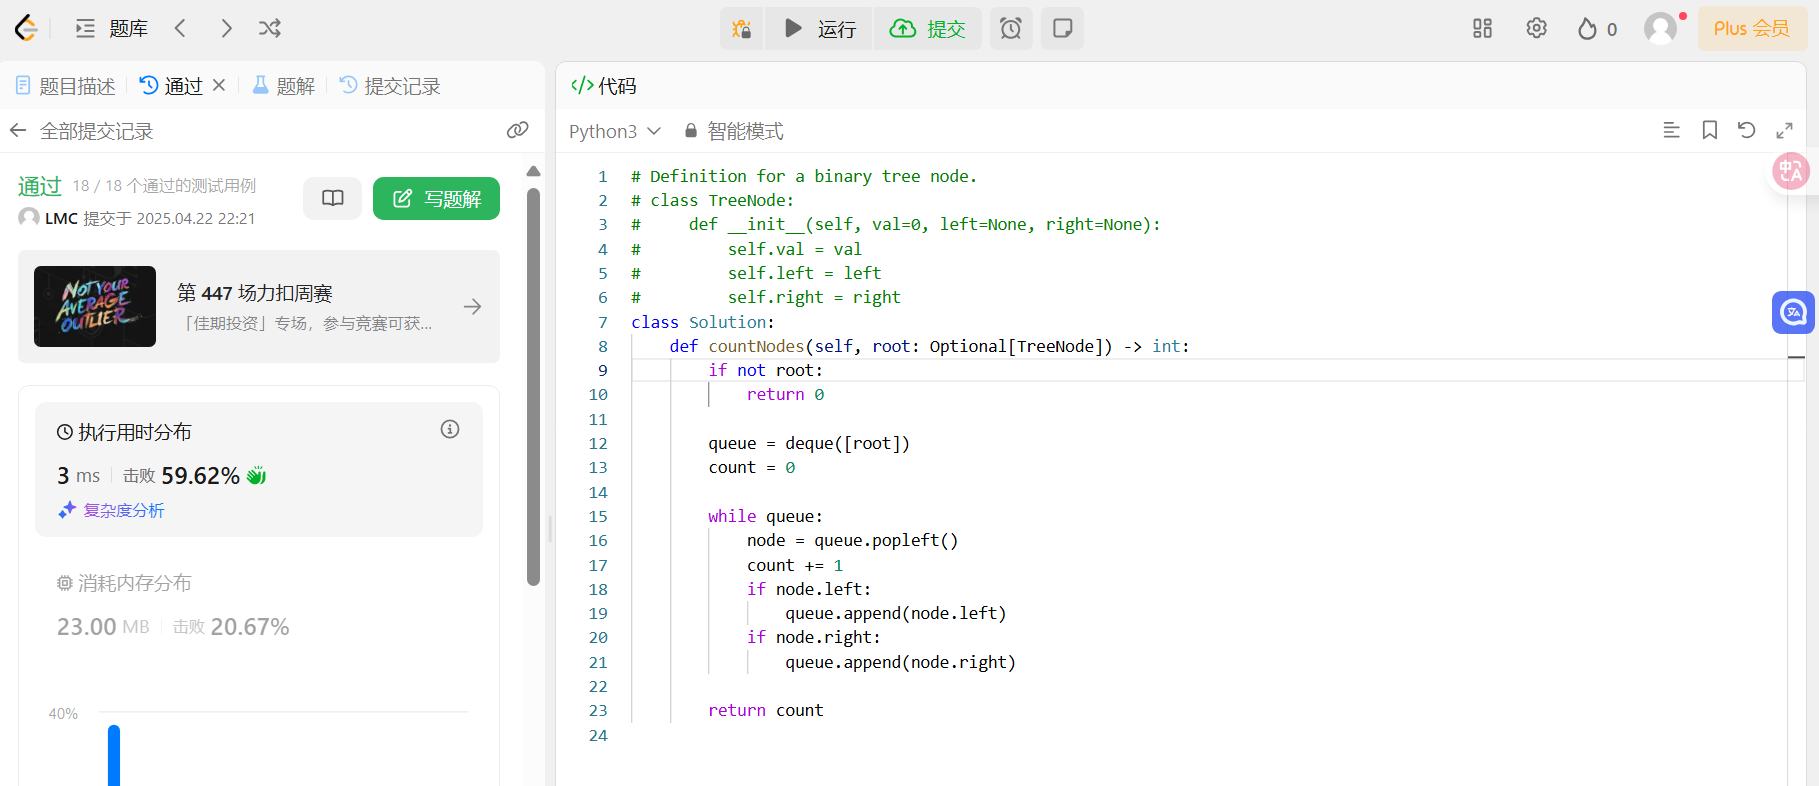 题库
运行
提交
0
Plus 会员
题目描述
通过
题解
提交记录
全部提交记录
通过 18 / 18 个通过的测试用例
LMC 提交于 2025.04.22 22:21
写题解
NOT YOUR
AVERAGE
OUTLIER
第 447 场力扣周赛
「佳期投资」专场，参与竞赛可获...
执行用时分布
3 ms 击败 59.62%
复杂度分析
消耗内存分布
23.00 MB 击败 20.67%
40%
</> 代码
Python3 智能模式
1 # Definition for a binary tree node.
2 # class TreeNode:
3 #     def __init__(self, val=0, left=None, right=None):
4 #         self.val = val
5 #         self.left = left
6 #         self.right = right
7 class Solution:
8     def countNodes(self, root: Optional[TreeNode]) -> int:
9         if not root:
10             return 0
11
12         queue = deque([root])
13         count = 0
14
15         while queue:
16             node = queue.popleft()
17             count += 1
18             if node.left:
19                 queue.append(node.left)
20             if node.right:
21                 queue.append(node.right)
22
23         return count
24